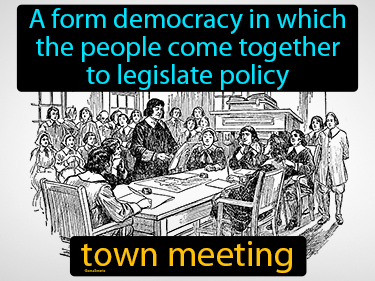 A form democracy in which
the people come together
to legislate policy
town meeting